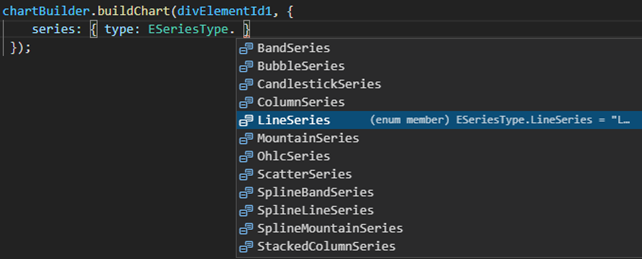 chartBuilder.buildChart(divElementId1, {
series: { type: ESeriesType. }
});
BandSeries
BubbleSeries
CandlestickSeries
ColumnSeries
LineSeries (enum member) ESeriesType.LineSeries = "L…
MountainSeries
OhlcSeries
ScatterSeries
SplineBandSeries
SplineLineSeries
SplineMountainSeries
StackedColumnSeries